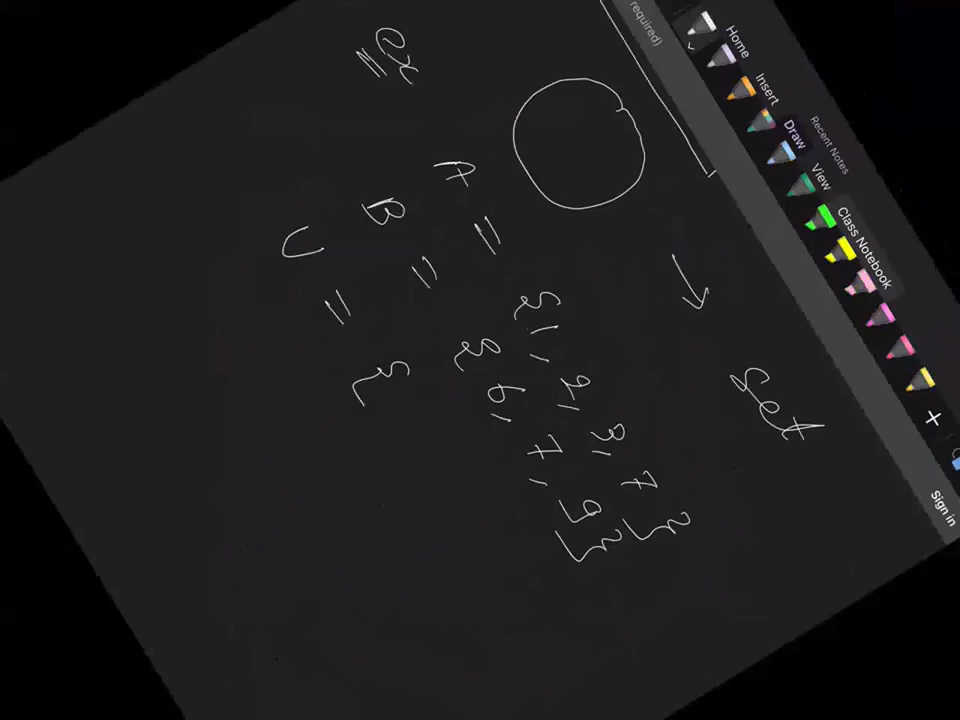 Recent Notes
Home Insert Draw View Class Notebook
Sign in
required)
→ Set
ex
A = {1, 2, 3, 7}
B = {6, 7, 9}
C = {